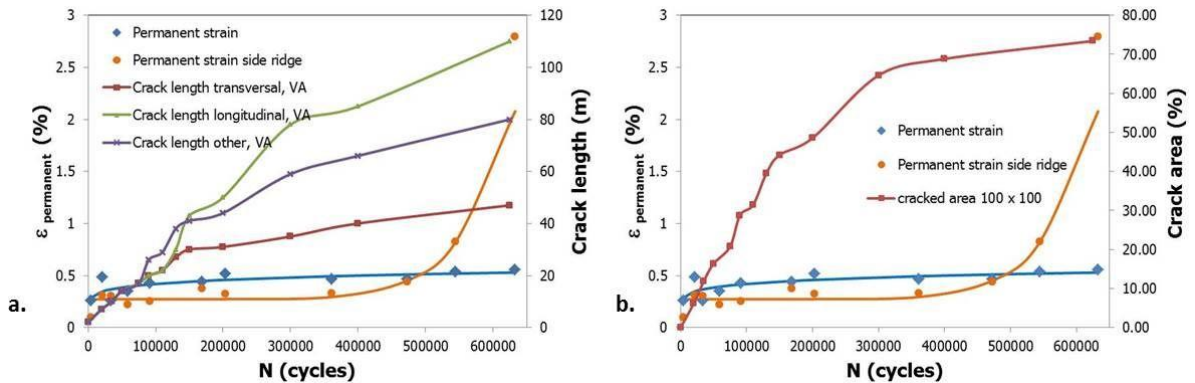 3
2.5
2
1.5
1
0.5
0
ε permanent (%)
Permanent strain
Permanent strain side ridge
Crack length transversal, VA
Crack length longitudinal, VA
Crack length other, VA
120
100
80
60
40
20
0
Crack length (m)
0 100000 200000 300000 400000 500000 600000
N (cycles)
a.
3
2.5
2
1.5
1
0.5
0
ε permanent (%)
Permanent strain
Permanent strain side ridge
cracked area 100 x 100
80.00
70.00
60.00
50.00
40.00
30.00
20.00
10.00
0.00
Crack area (%)
0 100000 200000 300000 400000 500000 600000
N (cycles)
b.